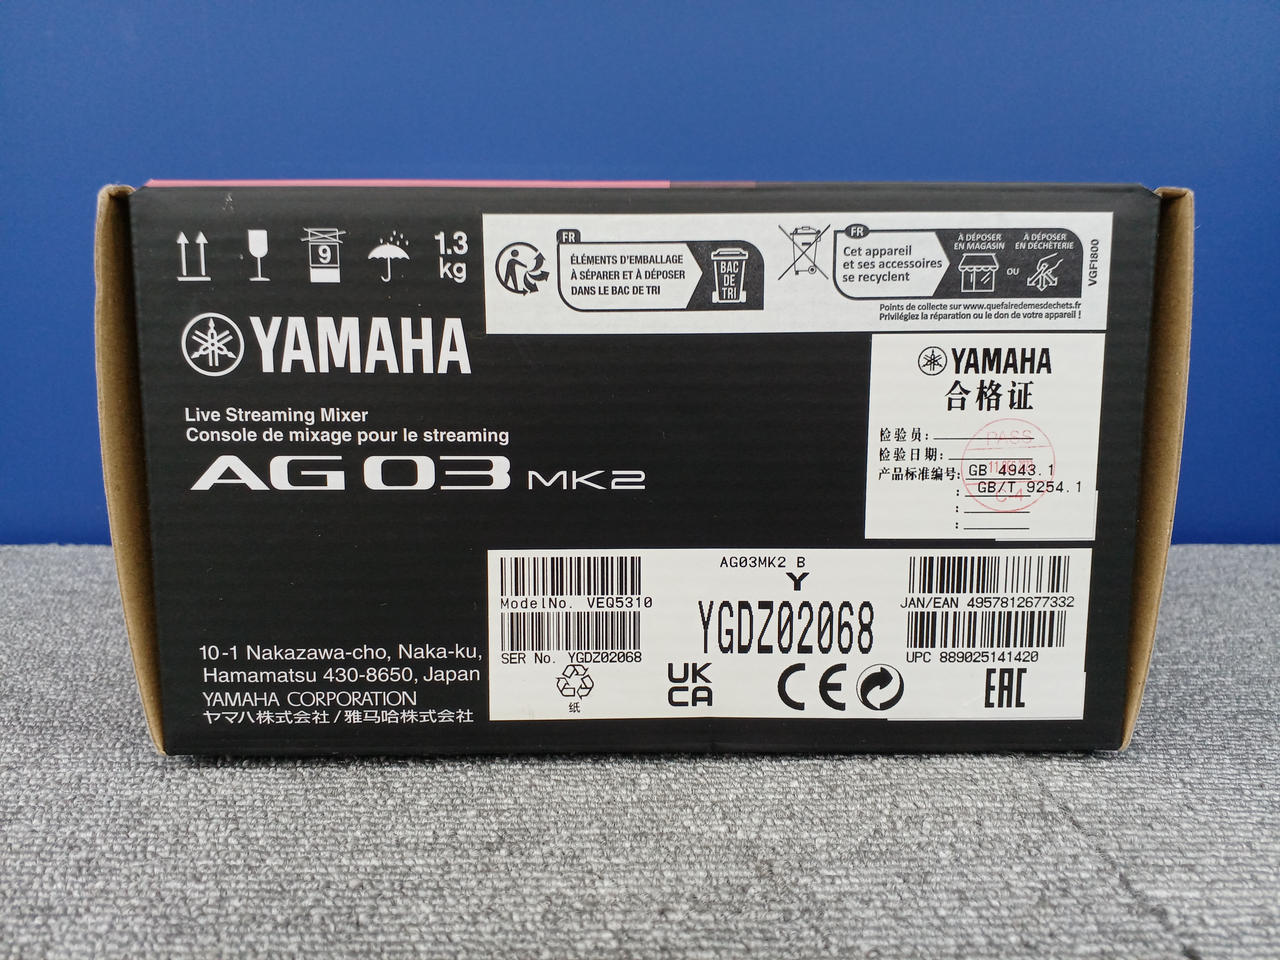 9
1.3
kg
FR
ÉLÉMENTS D'EMBALLAGE
À SÉPARER ET À DÉPOSER
DANS LE BAC DE TRI
BAC
DE
TRI
FR
Cet appareil
et ses accessoires
se recyclent
À DÉPOSER
EN MAGASIN
OU
À DÉPOSER
EN DÉCHÈTERIE
Points de collecte sur www.quefairedemesdechets.fr
Privilégiez la réparation ou le don de votre appareil !
VGF1800
YAMAHA
Live Streaming Mixer
Console de mixage pour le streaming
AG03 MK2
YAMAHA
合格证
检验员:
PASS
检验日期:
产品标准编号: GB 4943.1
: GB/T 9254.1
C-4
:
:
AG03MK2 B
Y
YGDZ02068
ModelNo. VEQ5310
SER No. YGDZ02068
JAN/EAN 4957812677332
UPC 889025141420
纸
UK
CA
CE
EAC
10-1 Nakazawa-cho, Naka-ku,
Hamamatsu 430-8650, Japan
YAMAHA CORPORATION
ヤマハ株式会社/雅马哈株式会社